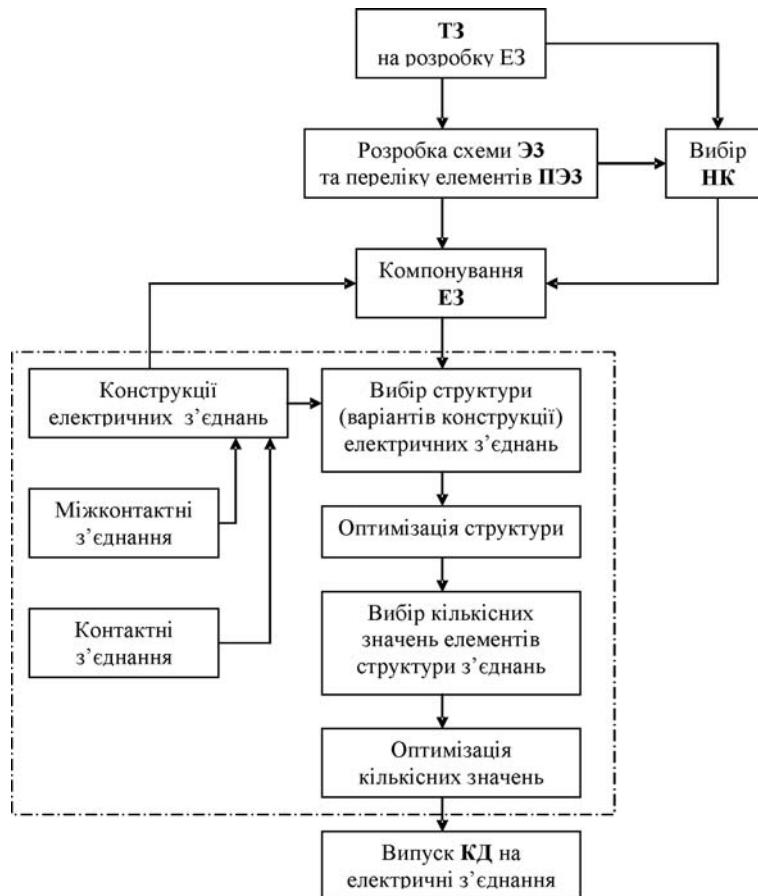 ТЗ
на розробку ЕЗ
Розробка схеми Э3
та переліку елементів ПЭ3
Вибір
НК
Компонування
ЕЗ
Конструкції
електричних з’єднань
Вибір структури
(варіантів конструкції)
електричних з’єднань
Міжконтактні
з’єднання
Оптимізація структури
Контактні
з’єднання
Вибір кількісних
значень елементів
структури з’єднань
Оптимізація
кількісних значень
Випуск КД на
електричні з’єднання